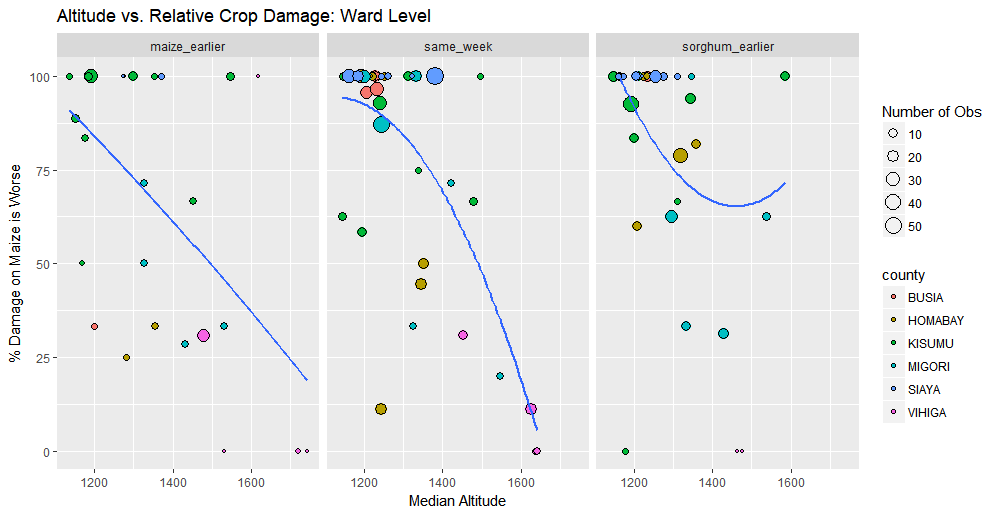 Altitude vs. Relative Crop Damage: Ward Level
maize_earlier
same_week
sorghum_earlier
% Damage on Maize is Worse
100
75
50
25
0
1200
1400
1600
1200
1400
1600
1200
1400
1600
Median Altitude
Number of Obs
10
20
30
40
50
county
BUSIA
HOMABAY
KISUMU
MIGORI
SIAYA
VIHIGA